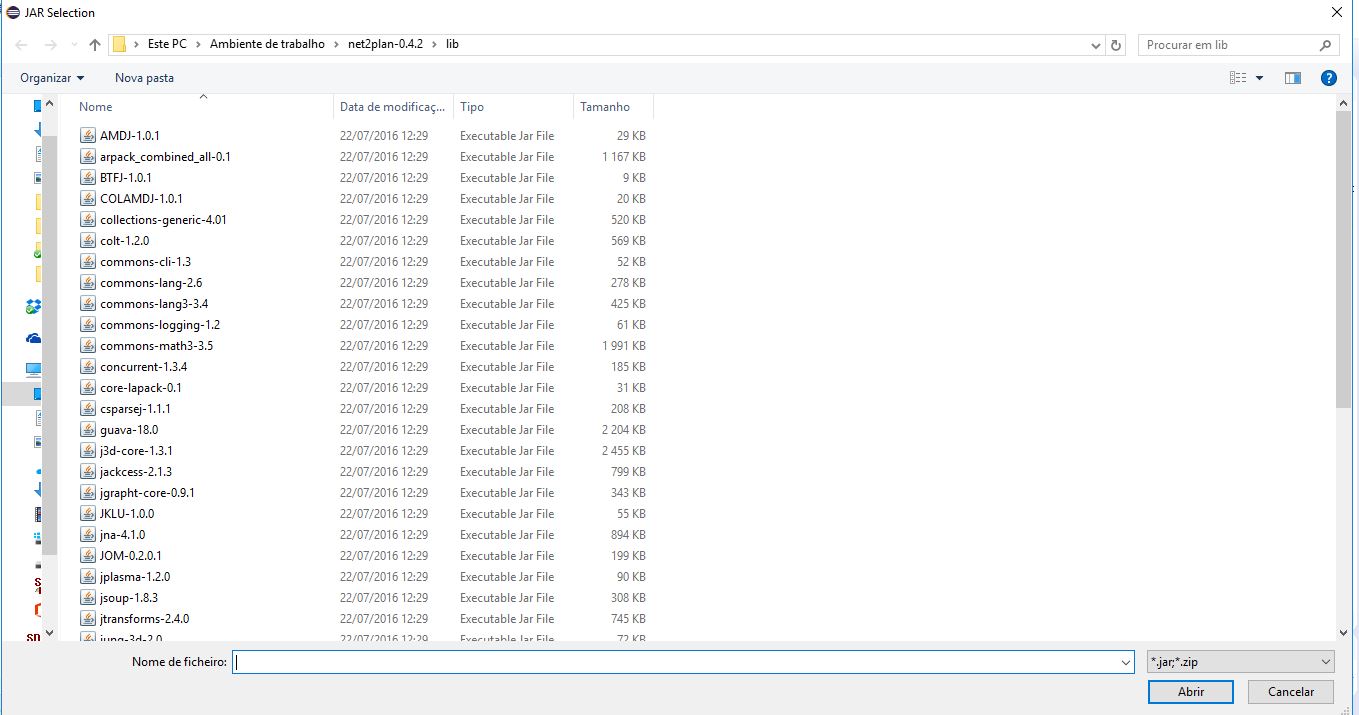 JAR Selection
Este PC > Ambiente de trabalho > net2plan-0.4.2 > lib
Procurar em lib
Organizar Nova pasta
Nome Data de modificaç... Tipo Tamanho
AMDJ-1.0.1 22/07/2016 12:29 Executable Jar File 29 KB
arpack_combined_all-0.1 22/07/2016 12:29 Executable Jar File 1 167 KB
BTFJ-1.0.1 22/07/2016 12:29 Executable Jar File 9 KB
COLAMDJ-1.0.1 22/07/2016 12:29 Executable Jar File 20 KB
collections-generic-4.01 22/07/2016 12:29 Executable Jar File 520 KB
colt-1.2.0 22/07/2016 12:29 Executable Jar File 569 KB
commons-cli-1.3 22/07/2016 12:29 Executable Jar File 52 KB
commons-lang-2.6 22/07/2016 12:29 Executable Jar File 278 KB
commons-lang3-3.4 22/07/2016 12:29 Executable Jar File 425 KB
commons-logging-1.2 22/07/2016 12:29 Executable Jar File 61 KB
commons-math3-3.5 22/07/2016 12:29 Executable Jar File 1 991 KB
concurrent-1.3.4 22/07/2016 12:29 Executable Jar File 185 KB
core-lapack-0.1 22/07/2016 12:29 Executable Jar File 31 KB
csparsej-1.1.1 22/07/2016 12:29 Executable Jar File 208 KB
guava-18.0 22/07/2016 12:29 Executable Jar File 2 204 KB
j3d-core-1.3.1 22/07/2016 12:29 Executable Jar File 2 455 KB
jackcess-2.1.3 22/07/2016 12:29 Executable Jar File 799 KB
jgrapht-core-0.9.1 22/07/2016 12:29 Executable Jar File 343 KB
JKLU-1.0.0 22/07/2016 12:29 Executable Jar File 55 KB
jna-4.1.0 22/07/2016 12:29 Executable Jar File 894 KB
JOM-0.2.0.1 22/07/2016 12:29 Executable Jar File 199 KB
jplasma-1.2.0 22/07/2016 12:29 Executable Jar File 90 KB
jsoup-1.8.3 22/07/2016 12:29 Executable Jar File 308 KB
jtransforms-2.4.0 22/07/2016 12:29 Executable Jar File 745 KB
jung-3d-2.0 22/07/2016 12:29 Executable Jar File 72 KB
Nome de ficheiro: *.jar;*.zip
Abrir Cancelar